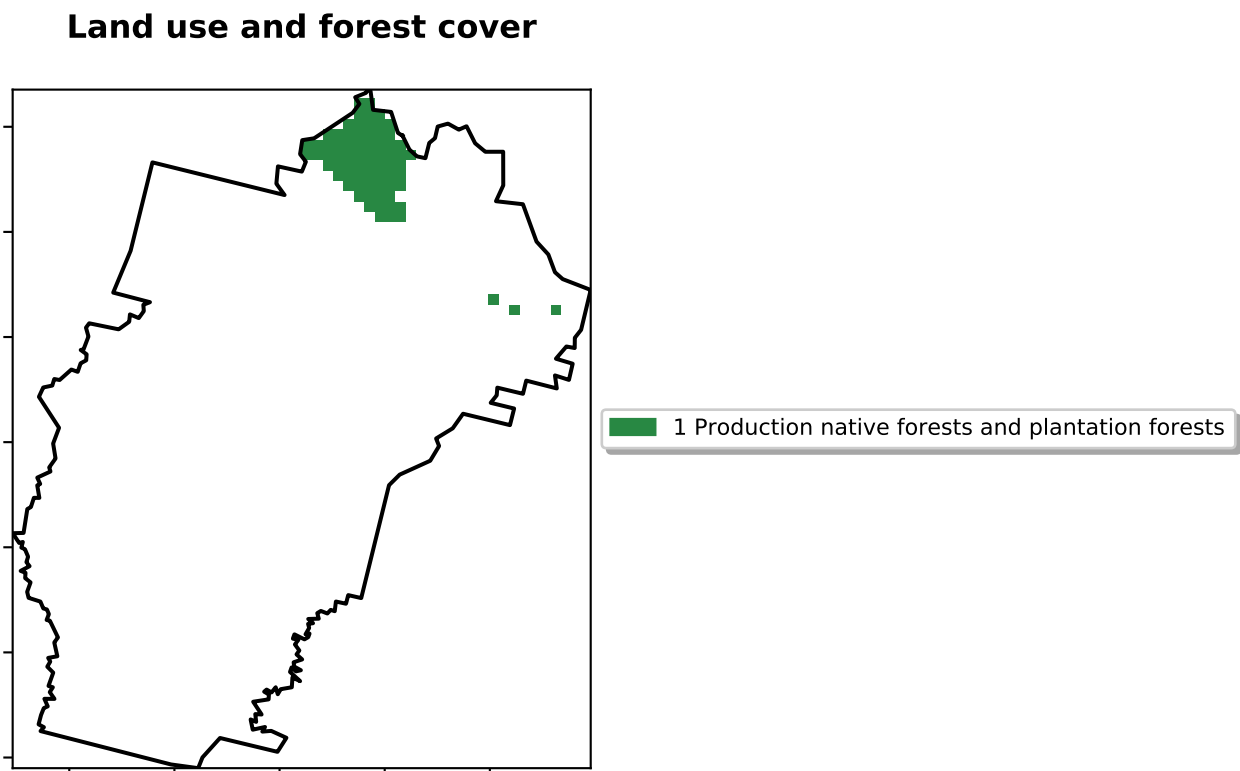 Land use and forest cover
1 Production native forests and plantation forests